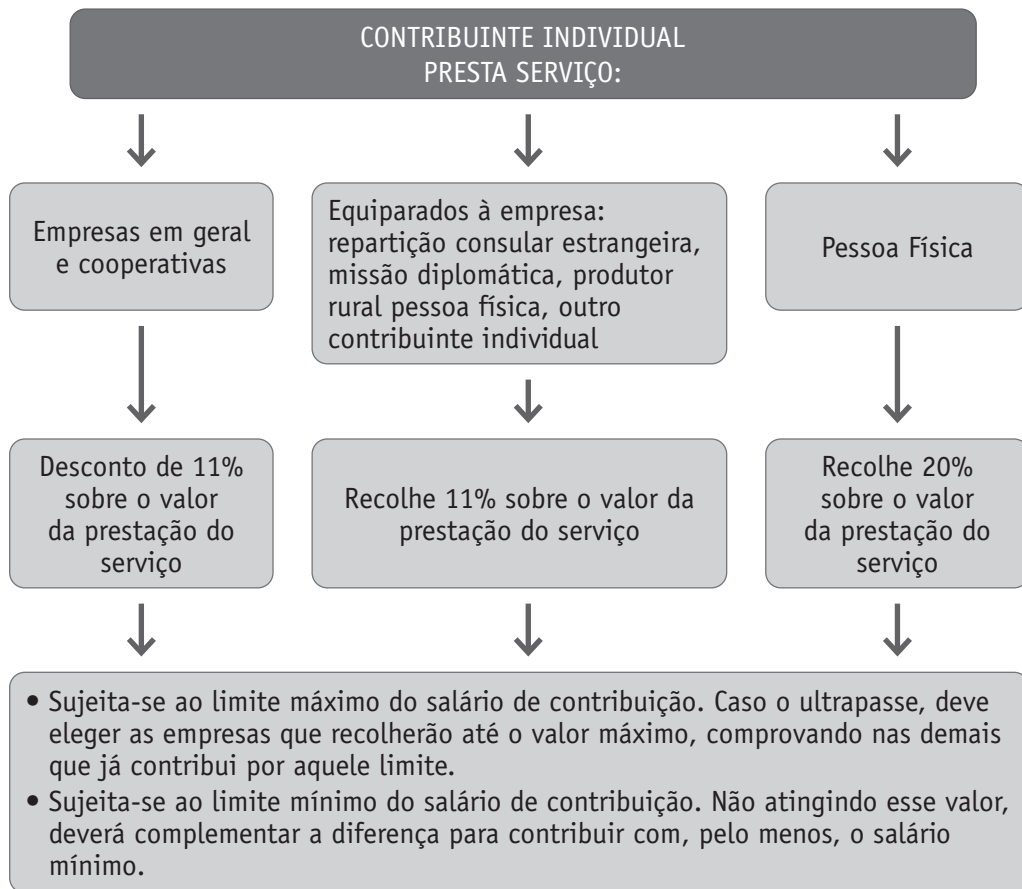 CONTRIBUINTE INDIVIDUAL
PRESTA SERVIÇO:
Empresas em geral
e cooperativas
Equiparados à empresa:
repartição consular estrangeira,
missão diplomática, produtor
rural pessoa física, outro
contribuinte individual
Pessoa Física
Desconto de 11%
sobre o valor
da prestação do
serviço
Recolhe 11% sobre o valor da
prestação do serviço
Recolhe 20%
sobre o valor
da prestação do
serviço
• Sujeita-se ao limite máximo do salário de contribuição. Caso o ultrapasse, deve
eleger as empresas que recolherão até o valor máximo, comprovando nas demais
que já contribui por aquele limite.
• Sujeita-se ao limite mínimo do salário de contribuição. Não atingindo esse valor,
deverá complementar a diferença para contribuir com, pelo menos, o salário
mínimo.